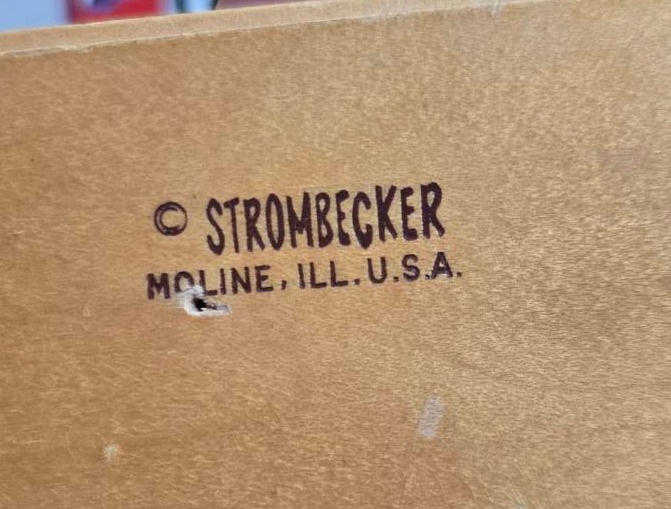 © STROMBECKER
MOLINE, ILL. U.S.A.